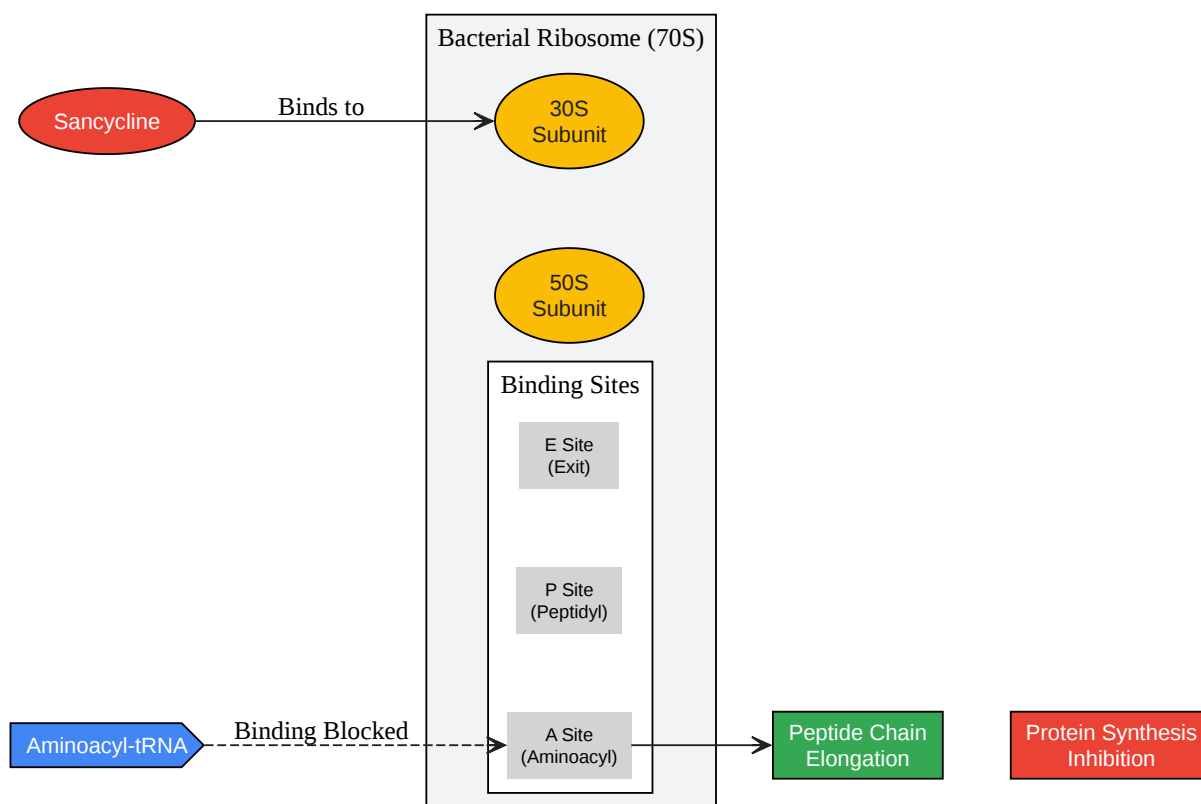 Bacterial Ribosome (70S)
Sancycline
Binds to
30S
Subunit
50S
Subunit
Binding Sites
E Site
(Exit)
P Site
(Peptidyl)
Aminoacyl-tRNA
Binding Blocked
A Site
(Aminoacyl)
Peptide Chain
Elongation
Protein Synthesis
Inhibition